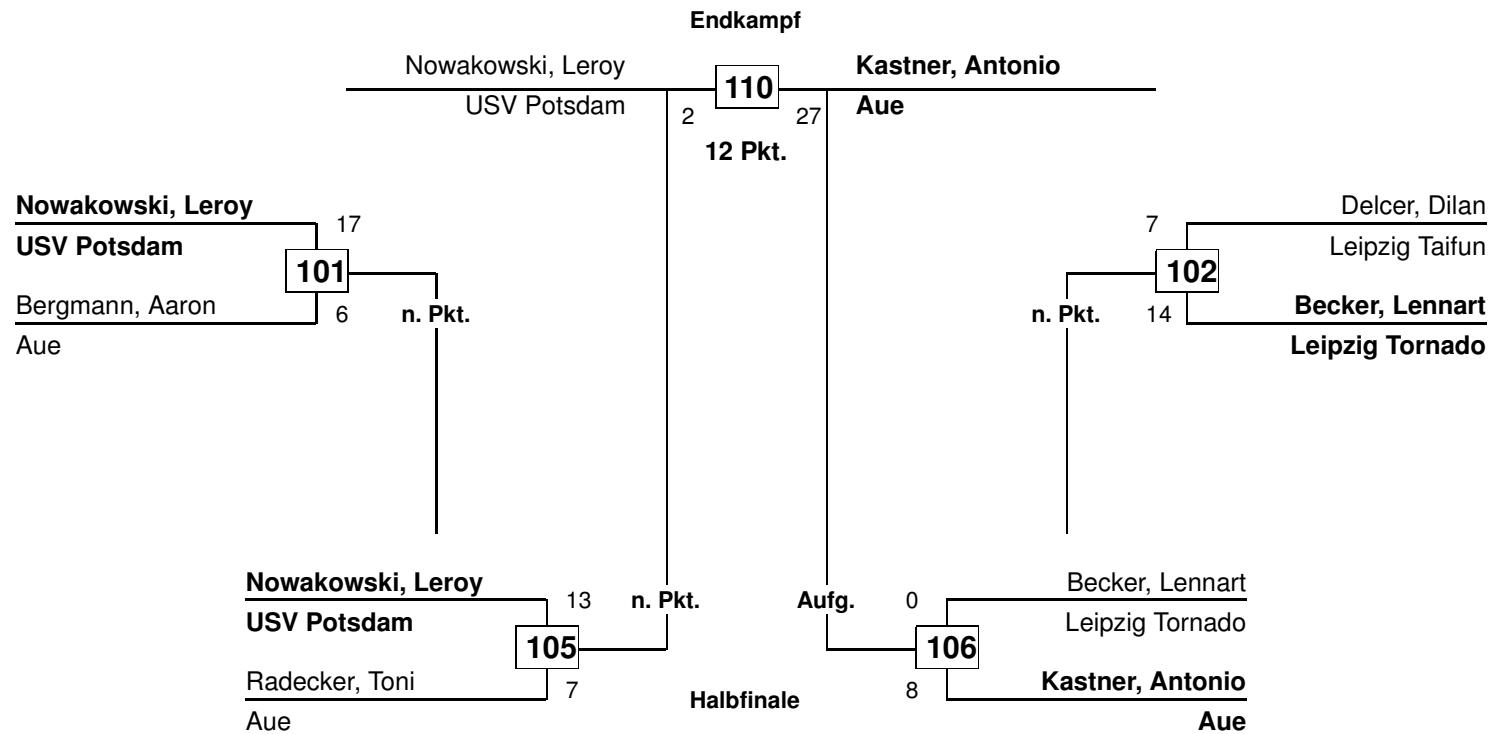 Endkampf
Nowakowski, Leroy
USV Potsdam
2
110
27
12 Pkt.
Kastner, Antonio
Aue
Nowakowski, Leroy
USV Potsdam
17
101
Bergmann, Aaron
Aue
6
n. Pkt.
Delcer, Dilan
Leipzig Taifun
7
102
Becker, Lennart
Leipzig Tornado
14
n. Pkt.
Nowakowski, Leroy
USV Potsdam
13
105
Radecker, Toni
Aue
7
n. Pkt.
Aufg.
Becker, Lennart
Leipzig Tornado
0
106
Kastner, Antonio
Aue
8
Halbfinale